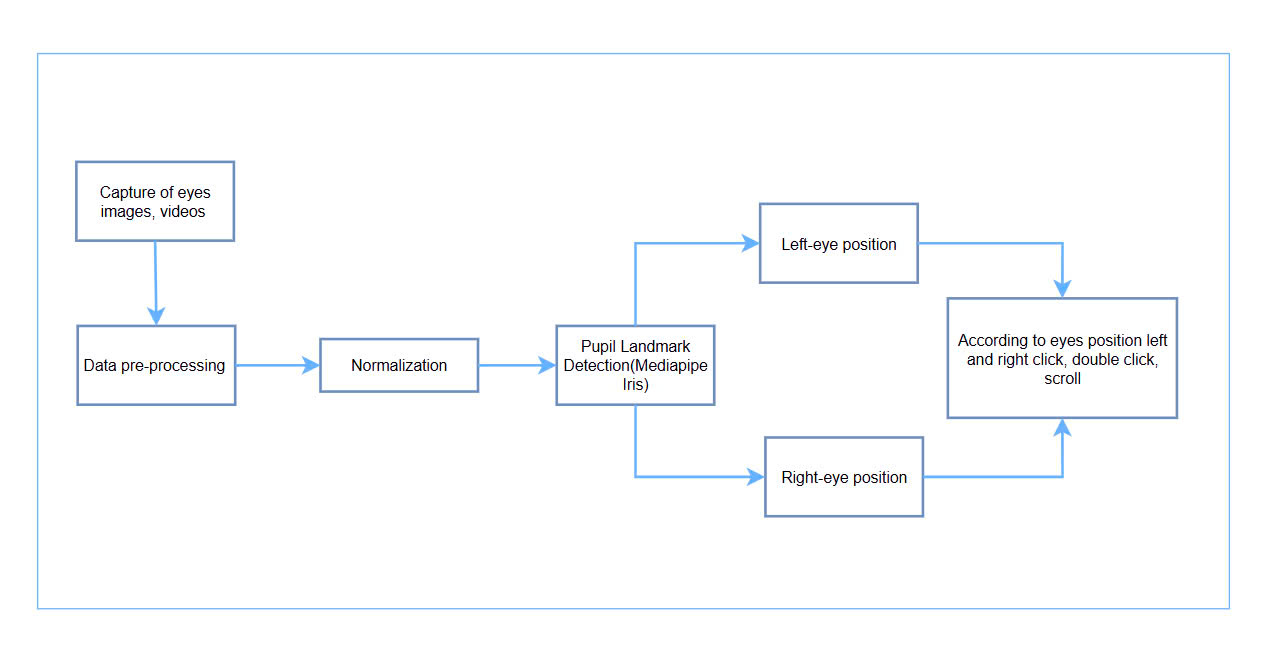 Capture of eyes
images, videos
Data pre-processing
Normalization
Pupil Landmark
Detection(Mediapipe
Iris)
Left-eye position
Right-eye position
According to eyes position left
and right click, double click,
scroll